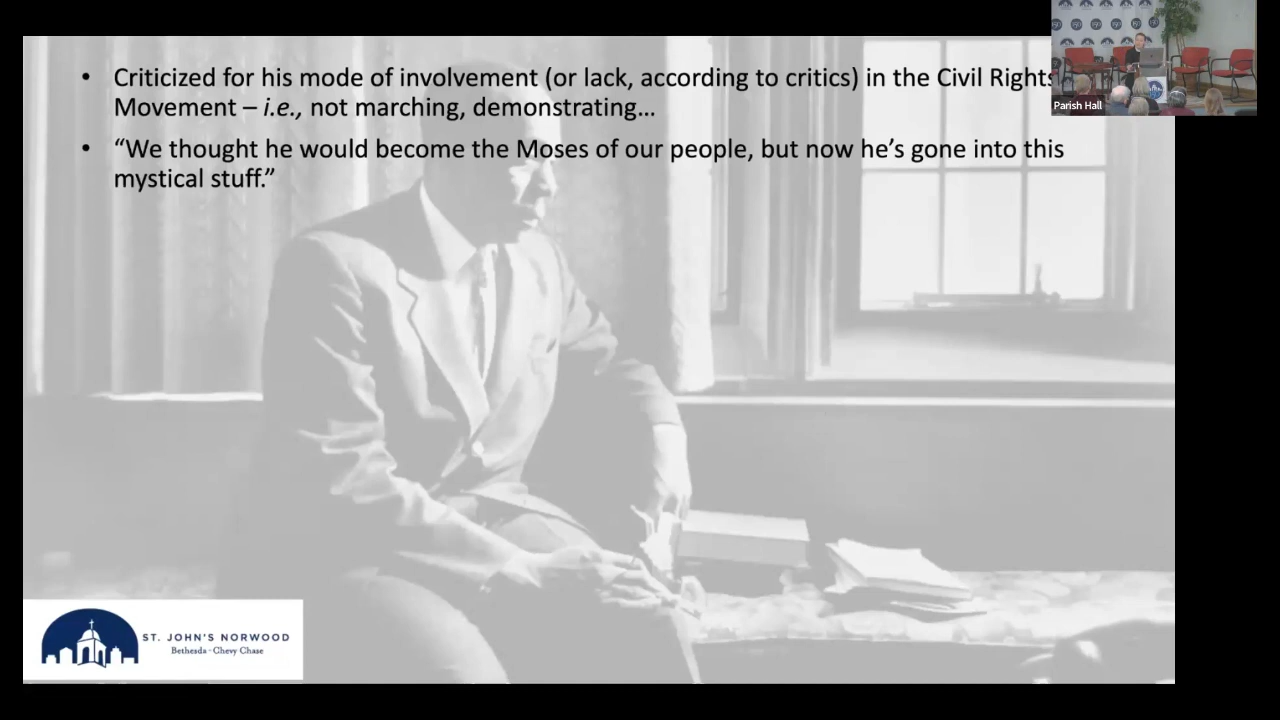 • Criticized for his mode of involvement (or lack, according to critics) in the Civil Rights
Movement – i.e., not marching, demonstrating…
• “We thought he would become the Moses of our people, but now he’s gone into this
mystical stuff.”
Parish Hall
ST. JOHN'S NORWOOD
Bethesda - Chevy Chase